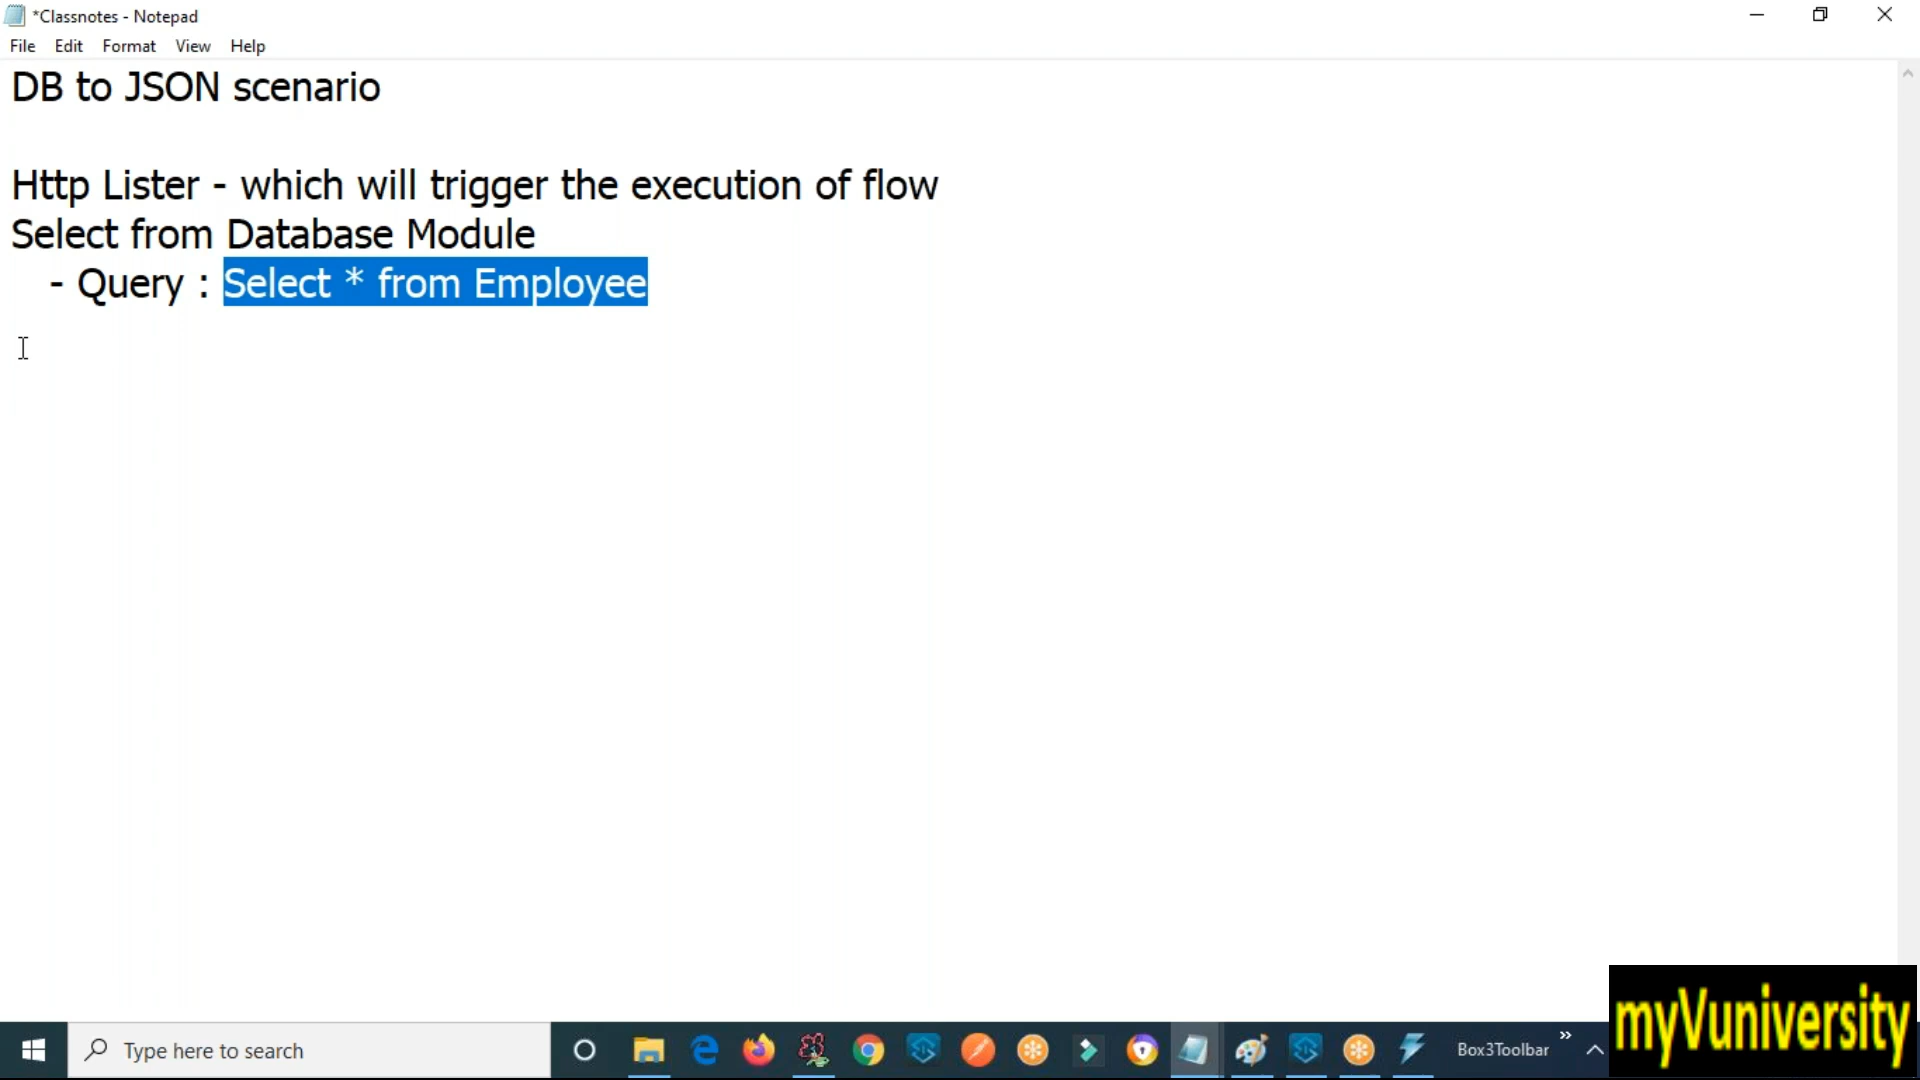 *Classnotes - Notepad
File Edit Format View Help
DB to JSON scenario
Http Lister - which will trigger the execution of flow
Select from Database Module
- Query : Select * from Employee
Type here to search
Box3Toolbar
myVuniversity